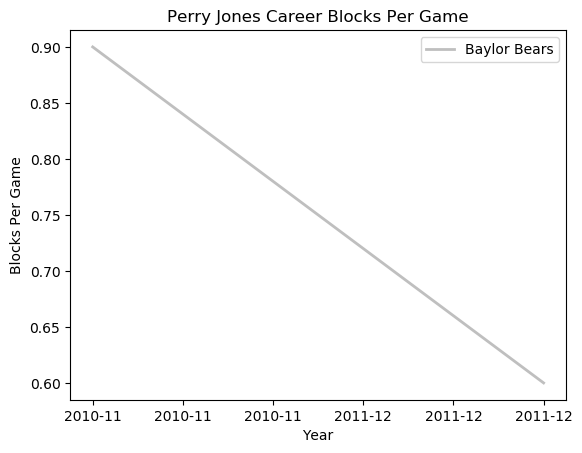 Perry Jones Career Blocks Per Game
Baylor Bears
0.90
0.85
0.80
0.75
0.70
0.65
0.60
Blocks Per Game
2010-11 2010-11 2010-11 2011-12 2011-12 2011-12
Year